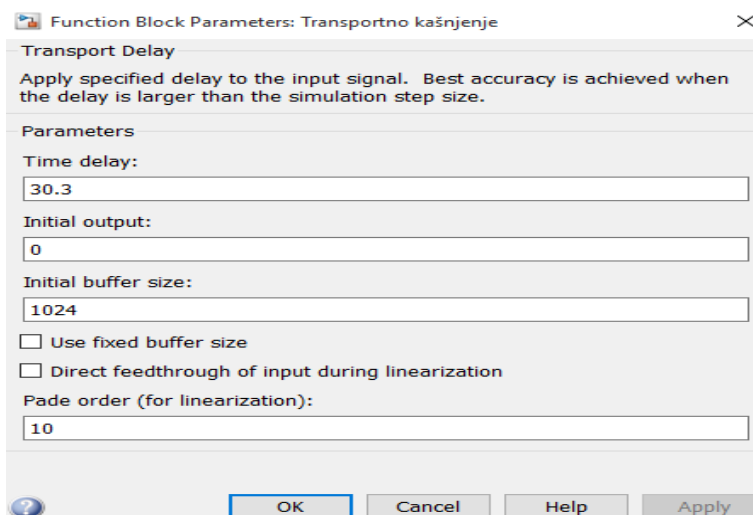 Function Block Parameters: Transportno kašnjenje
Transport Delay
Apply specified delay to the input signal. Best accuracy is achieved when
the delay is larger than the simulation step size.
Parameters
Time delay:
30.3
Initial output:
0
Initial buffer size:
1024
Use fixed buffer size
Direct feedthrough of input during linearization
Pade order (for linearization):
10
? OK Cancel Help Apply